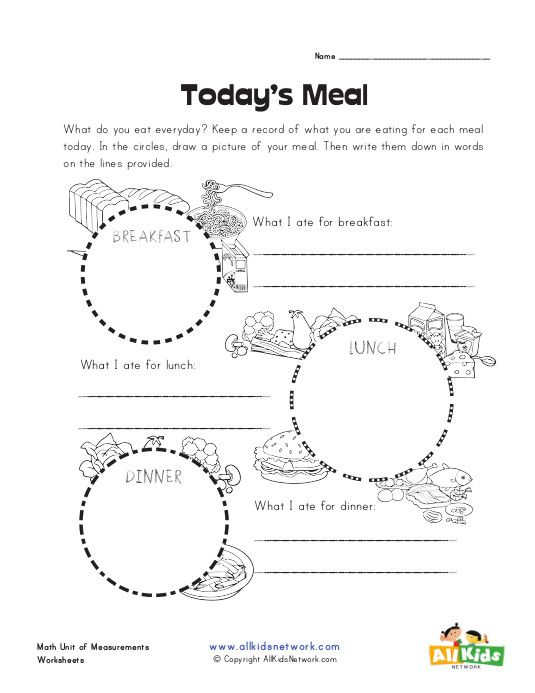 Name
Today's Meal
What do you eat everyday? Keep a record of what you are eating for each meal
today. In the circles, draw a picture of your meal. Then write them down in words
on the lines provided.
BREAKFAST
What I ate for breakfast:
LUNCH
What I ate for lunch:
DINNER
What I ate for dinner:
Math Unit of Measurements
Worksheets
www.allkidsnetwork.com
© Copyright AllKidsNetwork.com
All Kids
NETWORK